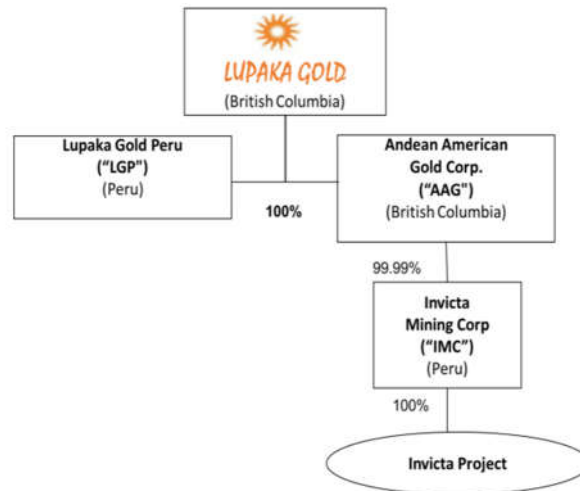 LUPAKA GOLD
(British Columbia)
Lupaka Gold Peru
("LGP")
(Peru)
100%
Andean American
Gold Corp.
("AAG")
(British Columbia)
99.99%
Invicta
Mining Corp
("IMC")
(Peru)
100%
Invicta Project